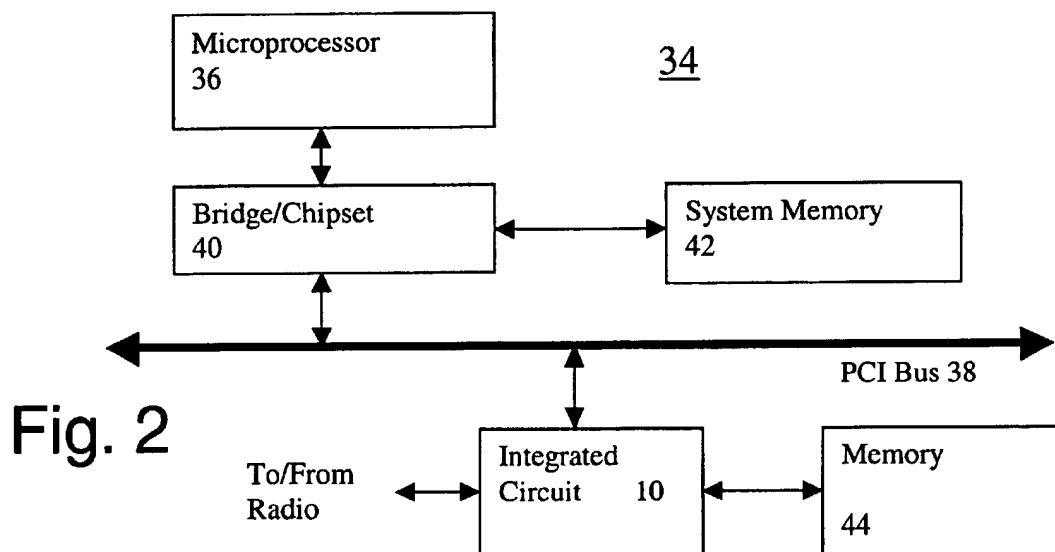 Microprocessor
36
34
Bridge/Chipset
40
System Memory
42
PCI Bus 38
Fig. 2
To/From
Radio
Integrated
Circuit 10
Memory
44